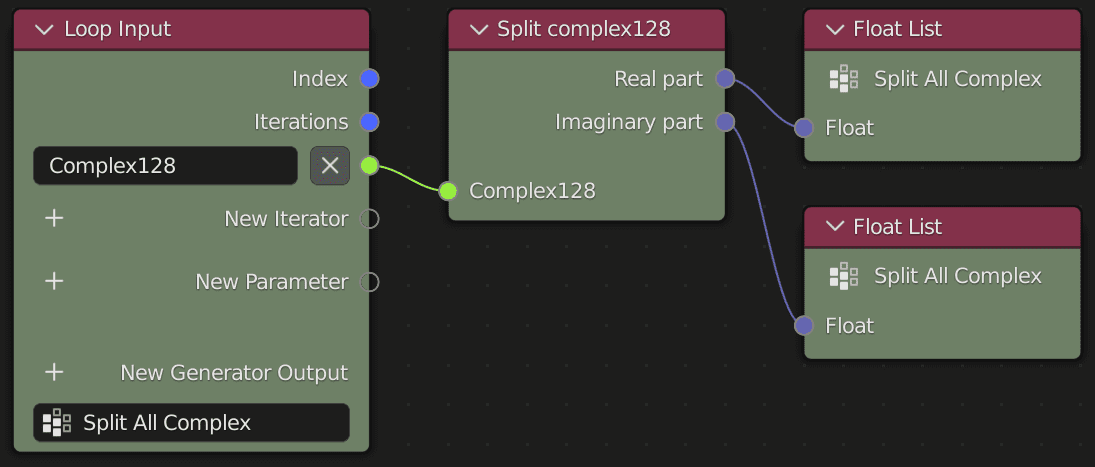 Loop Input
Index
Iterations
Complex128
New Iterator
New Parameter
New Generator Output
Split All Complex
Split complex128
Real part
Imaginary part
Complex128
Float List
Split All Complex
Float
Float List
Split All Complex
Float